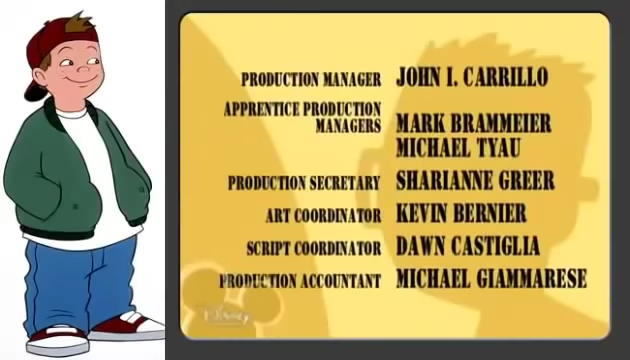 PRODUCTION MANAGER JOHN I. CARRILLO
APPRENTICE PRODUCTION
MANAGERS MARK BRAMMEIER
MICHAEL TYAU
PRODUCTION SECRETARY SHARIANNE GREER
ART COORDINATOR KEVIN BERNIER
SCRIPT COORDINATOR DAWN CASTIGLIA
PRODUCTION ACCOUNTANT MICHAEL GIAMMARESE
Disney